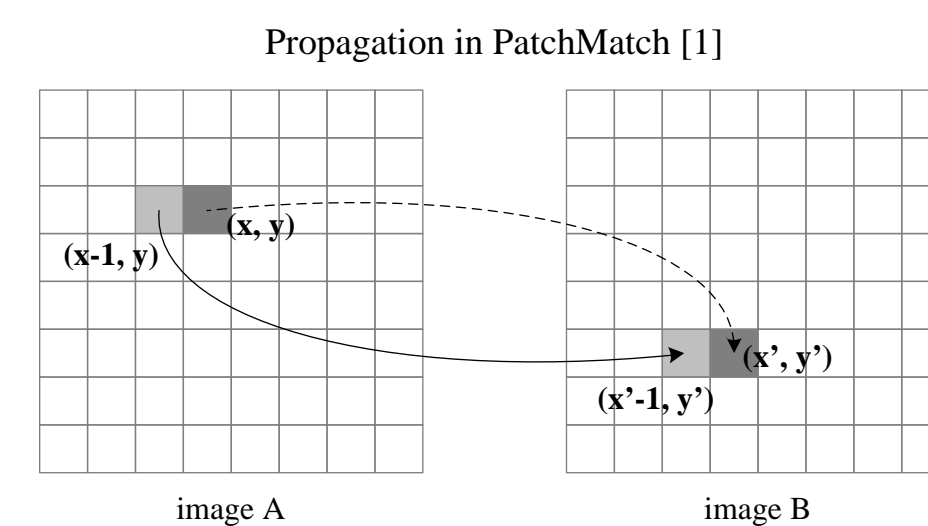 Propagation in PatchMatch [1]
(x, y)
(x-1, y)
(x’, y’)
(x’-1, y’)
image A
image B